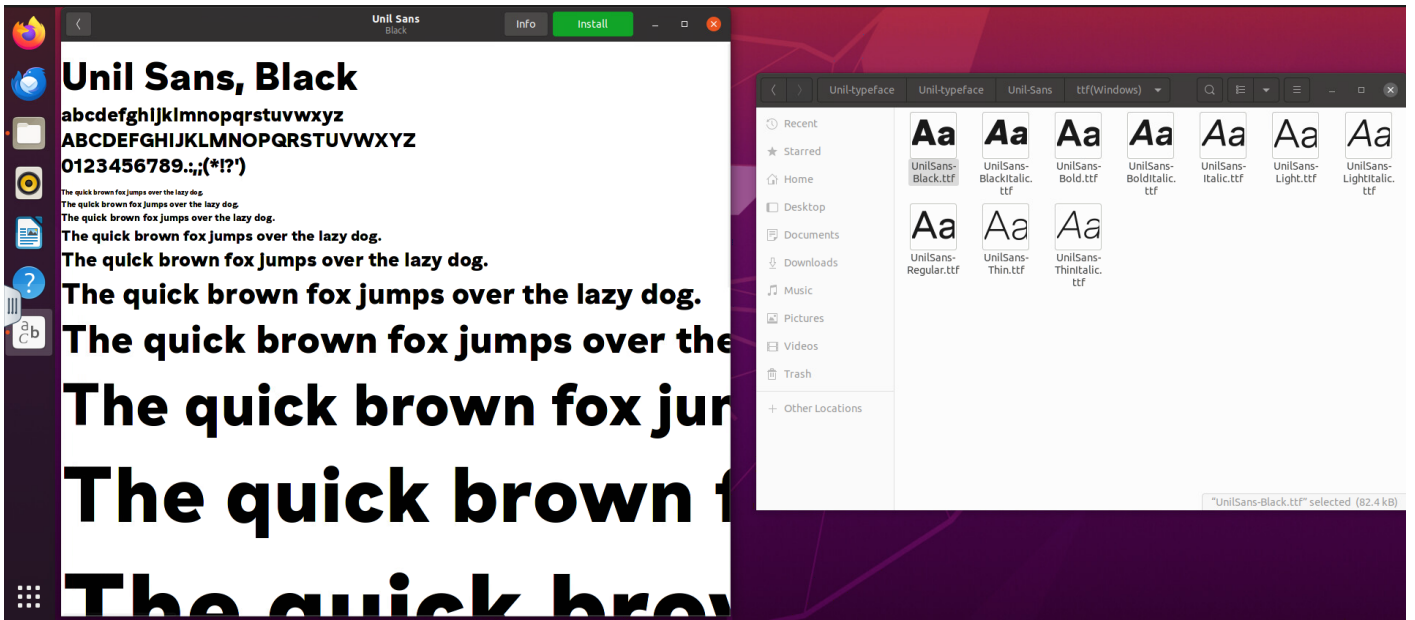 Unil Sans
Black
Info
Install
Unil Sans, Black
abcdefghijklmnopqrstuvwxyz
ABCDEFGHIJKLMNOPQRSTUVWXYZ
0123456789.:,;(*!?')
The quick brown fox jumps over the lazy dog.
The quick brown fox jumps over the lazy dog.
The quick brown fox jumps over the lazy dog.
The quick brown fox jumps over the lazy dog.
The quick brown fox jumps over the lazy dog.
The quick brown fox jumps over the lazy dog.
The quick brown fox jumps over the
The quick brown fox jum
The quick brown f
The quick brow
?
a
b
C
Unil-typeface
Unil-typeface
Unil-Sans
ttf(Windows)
Recent
Starred
Home
Desktop
Documents
Downloads
Music
Pictures
Videos
Trash
+ Other Locations
Aa
Aa
Aa
Aa
Aa
Aa
Aa
UnilSans-
Black.ttf
UnilSans-
BlackItalic.
ttf
UnilSans-
Bold.ttf
UnilSans-
BoldItalic.
ttf
UnilSans-
Italic.ttf
UnilSans-
Light.ttf
UnilSans-
LightItalic.
ttf
Aa
Aa
Aa
UnilSans-
Regular.ttf
UnilSans-
Thin.ttf
UnilSans-
ThinItalic.
ttf
"UnilSans-Black.ttf" selected (82.4 kB)